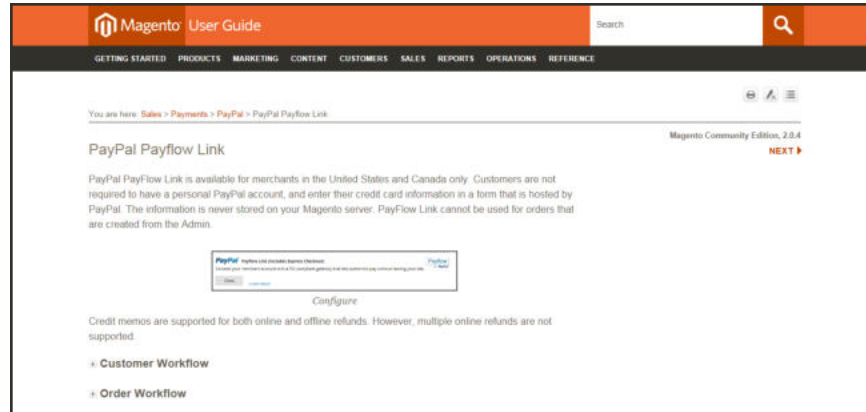 Magento User Guide
Search
GETTING STARTED PRODUCTS MARKETING CONTENT CUSTOMERS SALES REPORTS OPERATIONS REFERENCE
You are here: Sales > Payments > PayPal > PayPal Payflow Link
Magento Community Edition, 2.0.4
NEXT
PayPal Payflow Link
PayPal PayFlow Link is available for merchants in the United States and Canada only. Customers are not
required to have a personal PayPal account, and enter their credit card information in a form that is hosted by
PayPal. The information is never stored on your Magento server. PayFlow Link cannot be used for orders that
are created from the Admin.
PayPal Payflow Link (Includes Express Checkout)
Payflow
Configure
Credit memos are supported for both online and offline refunds. However, multiple online refunds are not
supported.
Customer Workflow
Order Workflow